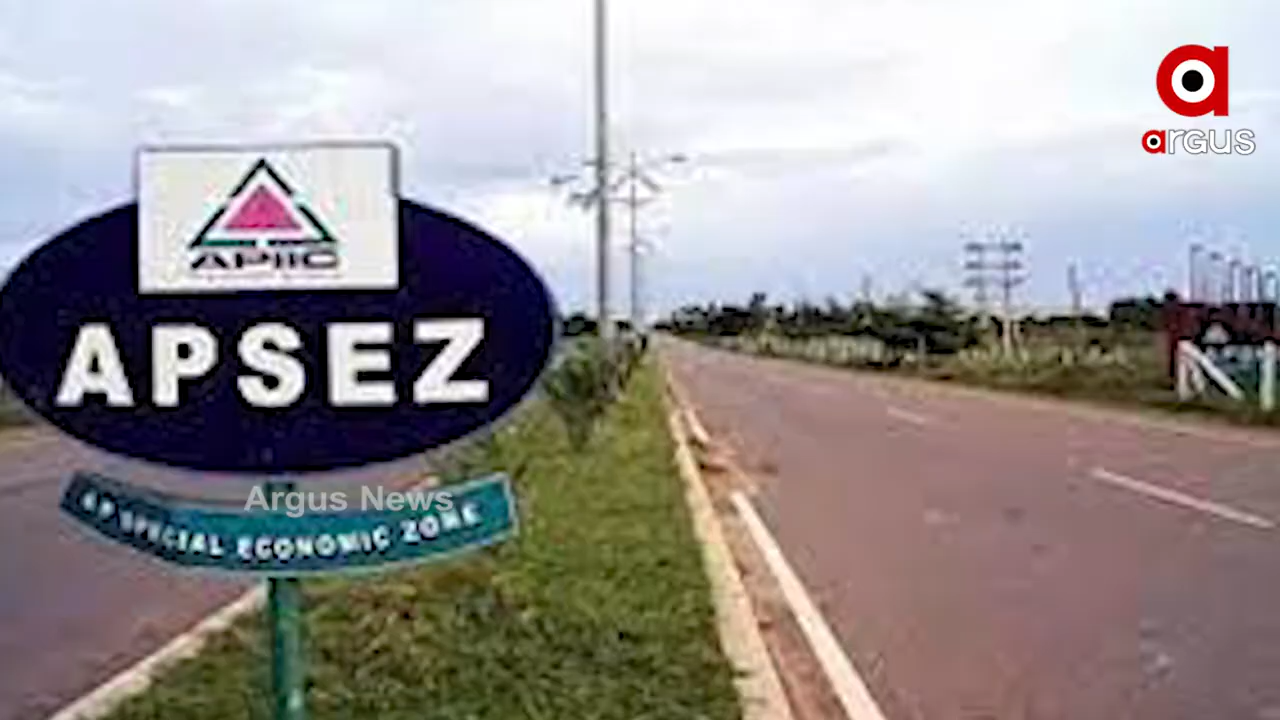 argus
APIIC
APSEZ
Argus News
AP SPECIAL ECONOMIC ZONE